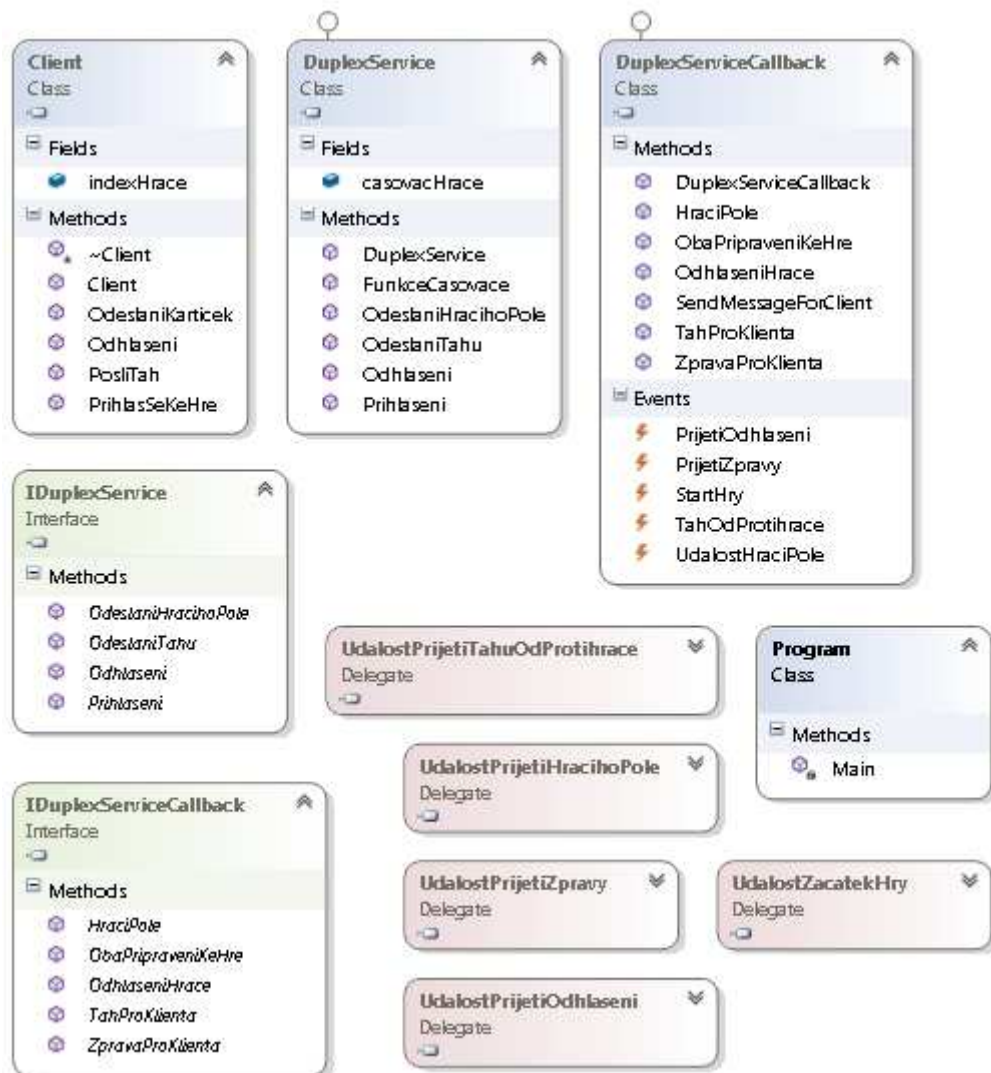 Client
Class
Fields
indexHrace
Methods
~Client
Client
OdeslaniKarticek
Odhlaseni
PosliTah
PrihlasSeKeHre
DuplexService
Class
Fields
casovacHrace
Methods
DuplexService
FunkceCasovace
OdeslaniHracihoPole
OdeslaniTahu
Odhlaseni
Prihlaseni
DuplexServiceCallback
Class
Methods
DuplexServiceCallback
HraciPole
ObaPripraveniKeHre
OdhlaseniHrace
SendMessageForClient
TahProKlienta
ZpravaProKlienta
Events
PrijetiOdhlaseni
PrijetiZpravy
StartHry
TahOdProtihrace
UdalostHraciPole
IDuplexService
Interface
Methods
OdeslaniHracihoPole
OdeslaniTahu
Odhlaseni
Prihlaseni
UdalostPrijetiTahuOdProtihrace
Delegate
Program
Class
Methods
Main
UdalostPrijetiHracihoPole
Delegate
IDuplexServiceCallback
Interface
Methods
HraciPole
ObaPripraveniKeHre
OdhlaseniHrace
TahProKlienta
ZpravaProKlienta
UdalostPrijetiZpravy
Delegate
UdalostZacatekHry
Delegate
UdalostPrijetiOdhlaseni
Delegate